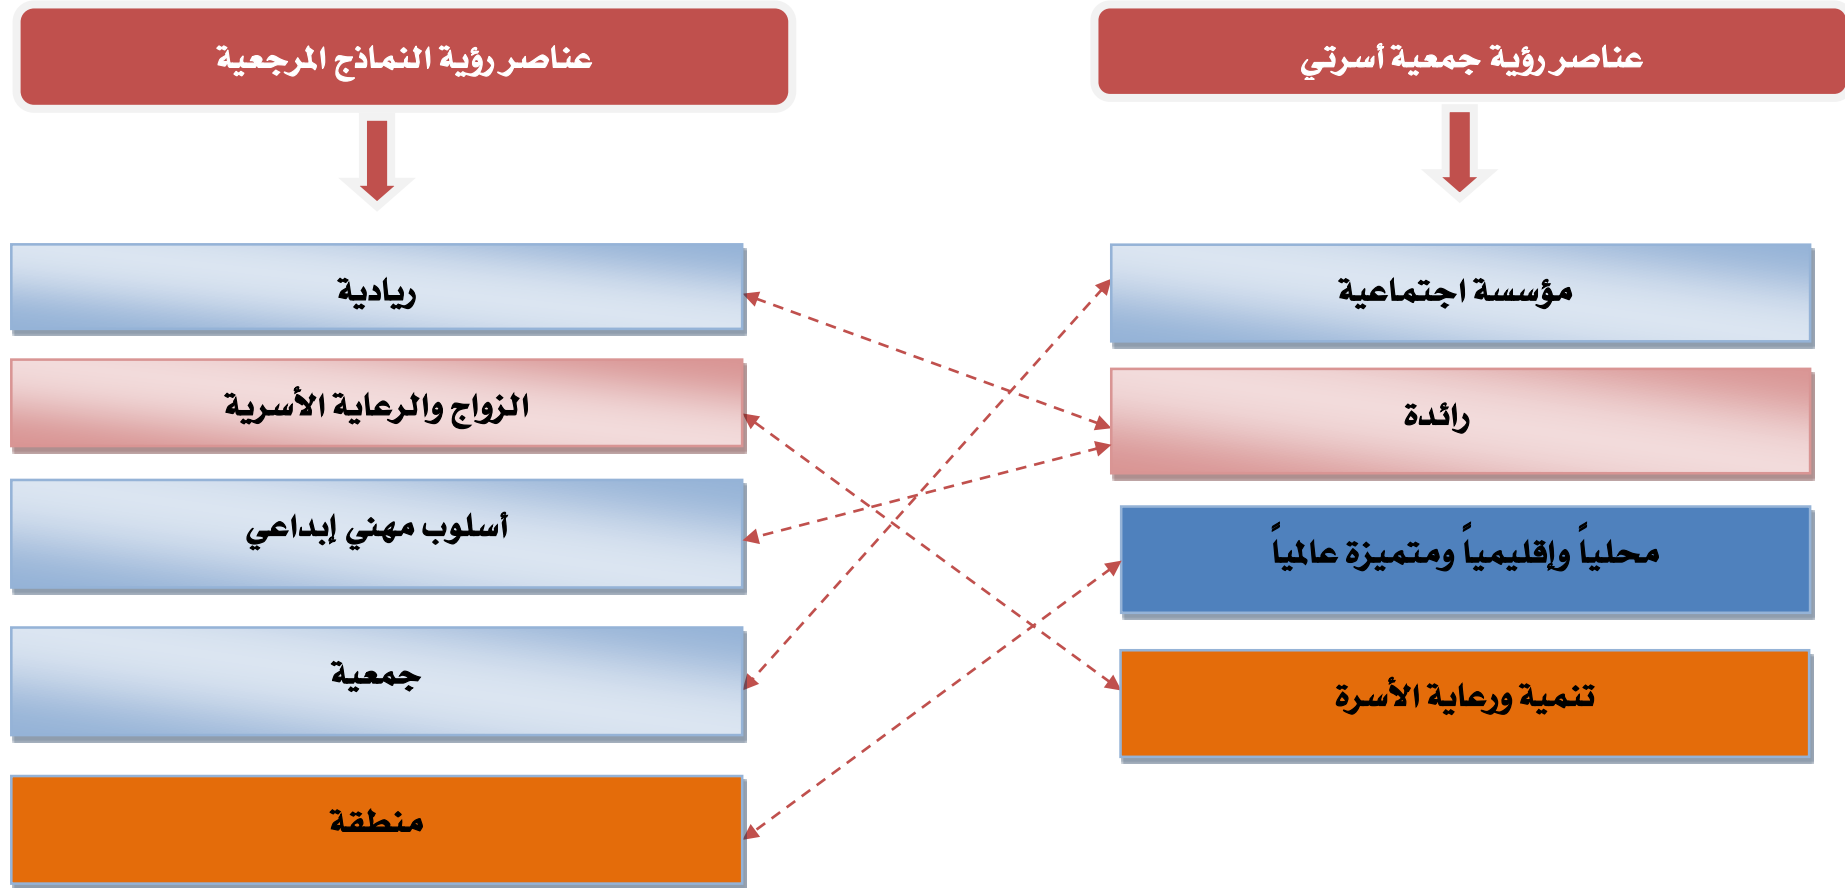 عناصر رؤية جمعية أسرتي
عناصر رؤية النماذج المرجعية
مؤسسة اجتماعية
رائدة
محلياً وإقليمياً ومتميزة عالمياً
تنمية ورعاية الأسرة
ريادية
الزواج والرعاية الأسرية
أسلوب مهني إبداعي
جمعية
منطقة